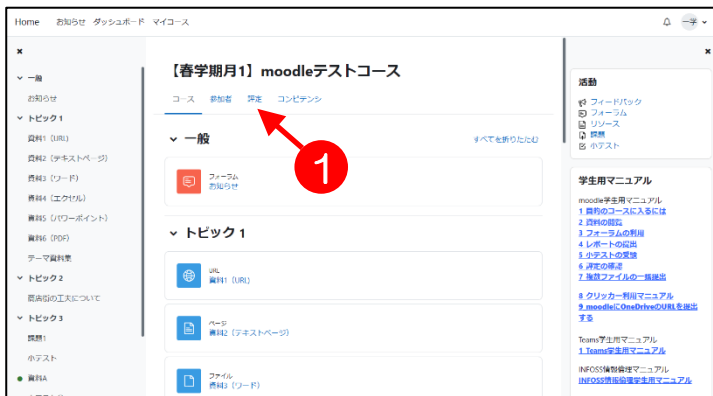 Home お知らせ ダッシュボード マイコース
一学
【春学期月1】moodleテストコース
コース 参加者 評定 コンピテンシ
一般
お知らせ
トピック 1
資料1 (URL)
資料2 (テキストページ)
資料3 (ワード)
資料4 (エクセル)
資料5 (パワーポイント)
資料6 (PDF)
テーマ資料集
トピック 2
商店街の工夫について
トピック 3
課題1
小テスト
資料A
一般
すべてを折りたたむ
フォーラム
お知らせ
1
トピック 1
URL
資料1 (URL)
ページ
資料2 (テキストページ)
ファイル
資料3 (ワード)
活動
フィードバック
フォーラム
リソース
課題
小テスト
学生用マニュアル
moodle学生用マニュアル
1 目的のコースに入るには
2 資料の閲覧
3 フォーラムの利用
4 レポートの提出
5 小テストの受験
6 評定の確認
7 複数ファイルの一括提出
8 クリッカー利用マニュアル
9 moodleにOneDriveのURLを提出
する
Teams学生用マニュアル
1 Teams学生用マニュアル
INFOSS情報倫理マニュアル
INFOSS情報倫理学生用マニュアル